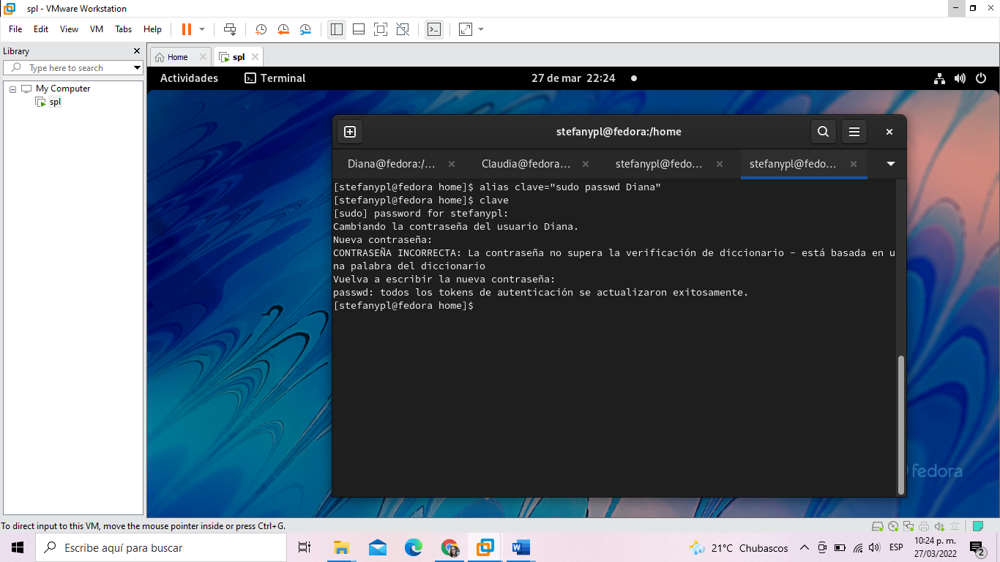 spl - VMware Workstation
File Edit View VM Tabs Help
Library
Type here to search
My Computer
spl
Home
spl
Actividades
Terminal
27 de mar 22:24
stefanypl@fedora:/home
Diana@fedora:/...
Claudia@fedora...
stefanypl@fedo...
stefanypl@fedo...
[stefanypl@fedora home]$ alias clave="sudo passwd Diana"
[stefanypl@fedora home]$ clave
[sudo] password for stefanypl:
Cambiando la contraseña del usuario Diana.
Nueva contraseña:
CONTRASEÑA INCORRECTA: La contraseña no supera la verificación de diccionario - está basada en u
na palabra del diccionario
Vuelva a escribir la nueva contraseña:
passwd: todos los tokens de autenticación se actualizaron exitosamente.
[stefanypl@fedora home]$
fedora
To direct input to this VM, move the mouse pointer inside or press Ctrl+G.
Escribe aquí para buscar
21°C Chubascos
ESP
10:24 p. m.
27/03/2022
2